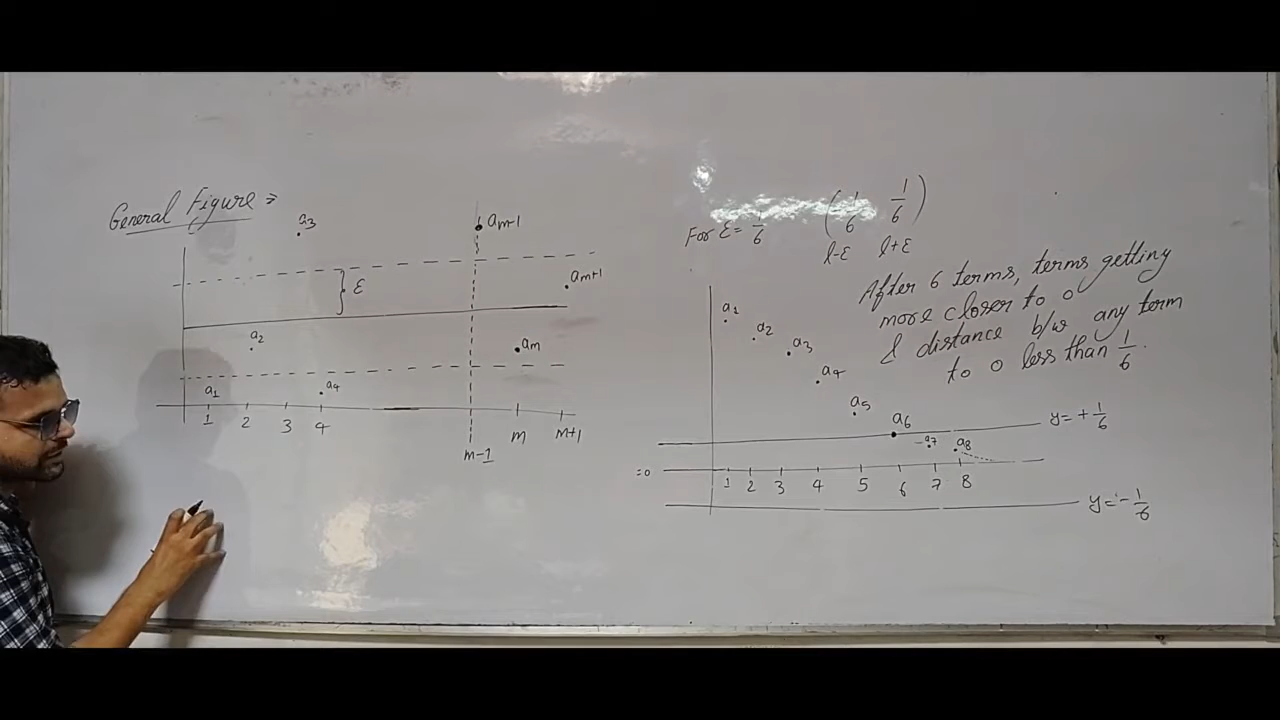 General Figure ⇒
a3
am-1
ε
am+1
a2
am
a1
a4
1 2 3 4
m-1
m
m+1
For ε = 1/6
(-1/6 1/6)
l-ε l+ε
After 6 terms, terms getting
more closer to 0
& distance b/w any term
to 0 less than 1/6.
a1
a2
a3
a4
a5
a6
a7
a8
y = +1/6
=0
1 2 3 4 5 6 7 8
y = -1/6